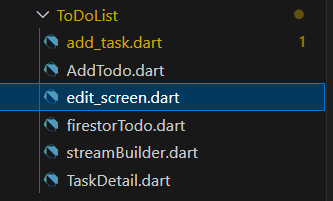 ToDoList
add_task.dart 1
AddTodo.dart
edit_screen.dart
firestorTodo.dart
streamBuilder.dart
TaskDetail.dart